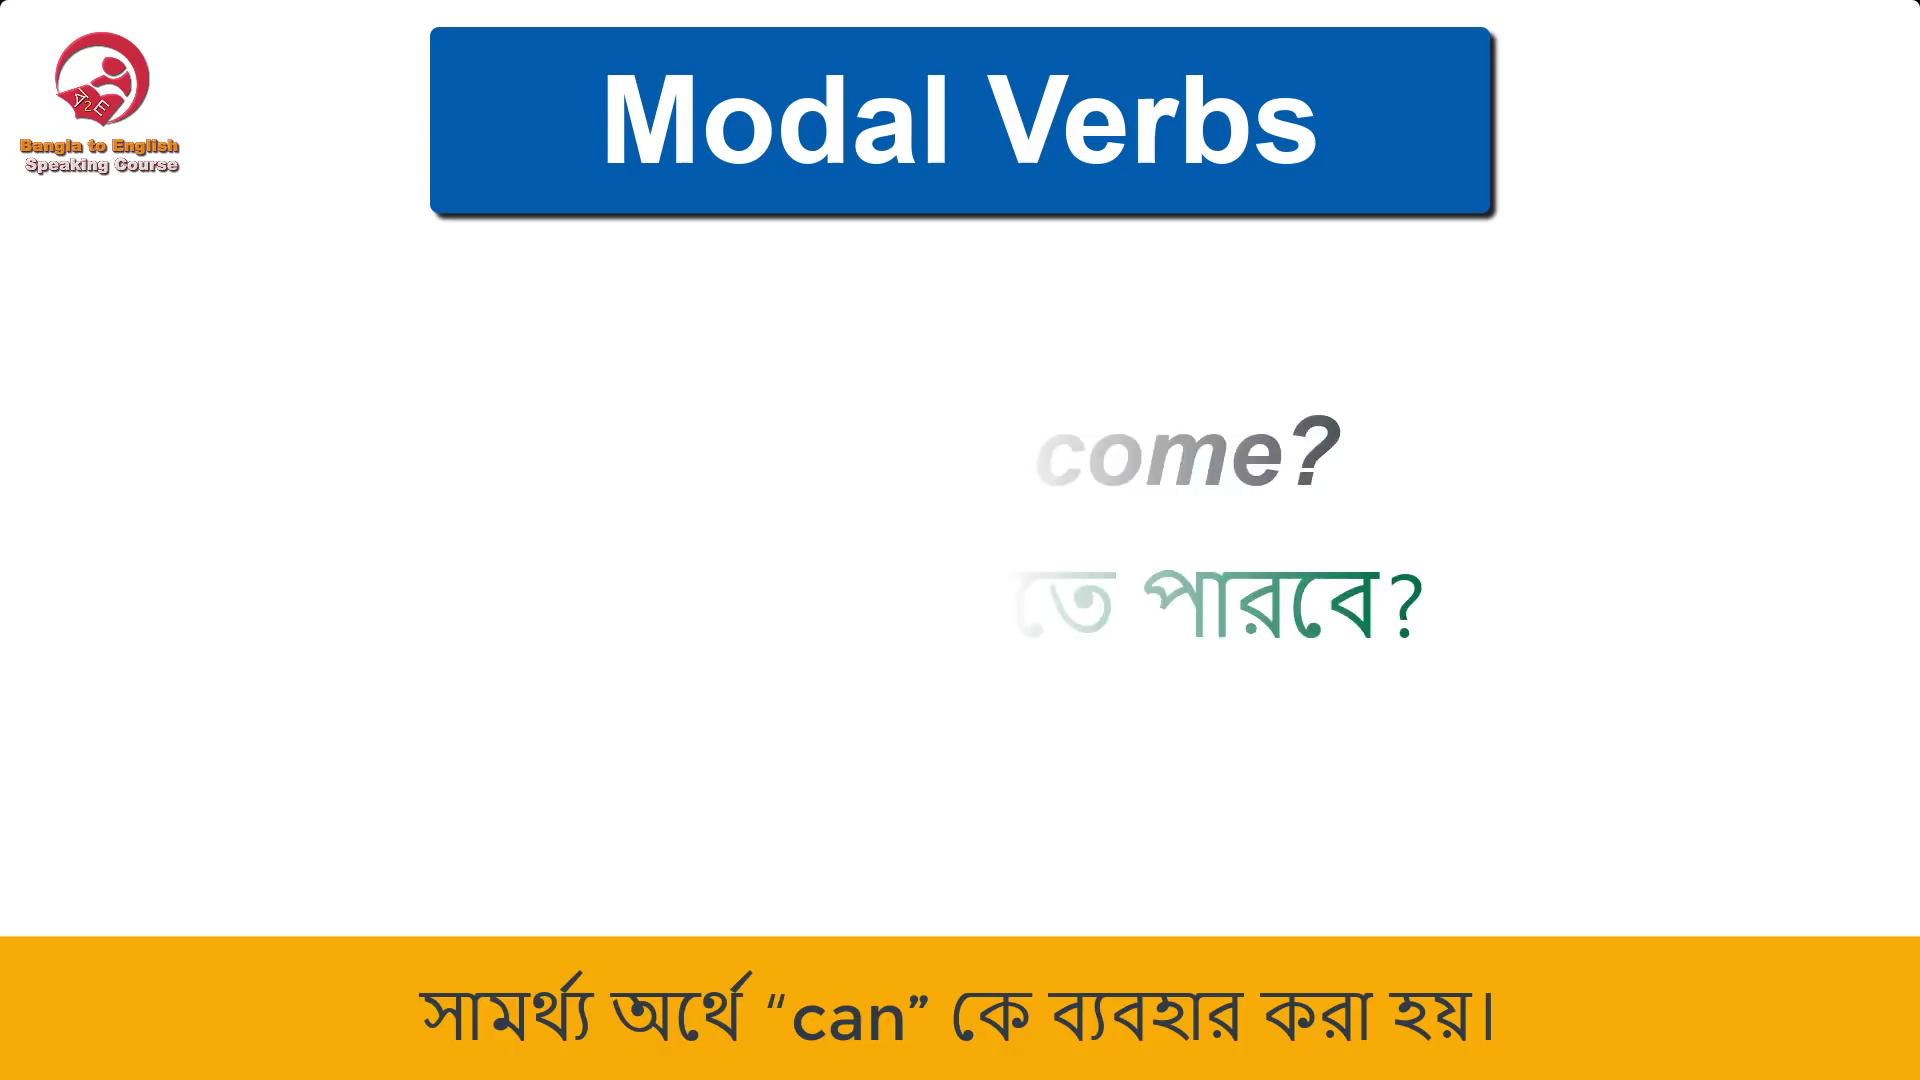 Bangla to English
Speaking Course
Modal Verbs
come?
তে পারবে?
সামর্থ্য অর্থে “can” কে ব্যবহার করা হয়।